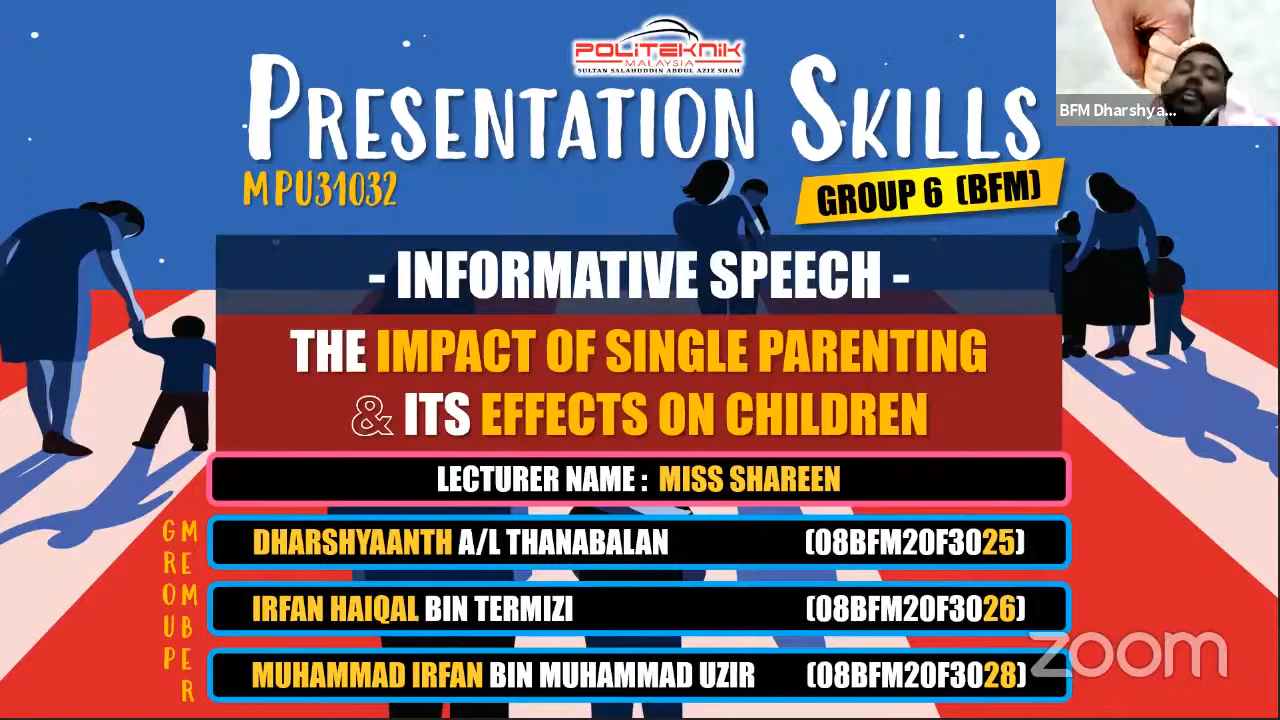 POLITEKNIK
MALAYSIA
SULTAN SALAHUDDIN ABDUL AZIZ SHAH
PRESENTATION SKILLS
BFM Dharshya...
MPU31032
GROUP 6 (BFM)
- INFORMATIVE SPEECH -
THE IMPACT OF SINGLE PARENTING
& ITS EFFECTS ON CHILDREN
LECTURER NAME : MISS SHAREEN
GROUP
MEMBER
DHARSHYAANTH A/L THANABALAN (08BFM20F3025)
IRFAN HAIQAL BIN TERMIZI (08BFM20F3026)
MUHAMMAD IRFAN BIN MUHAMMAD UZIR (08BFM20F3028)
zoom